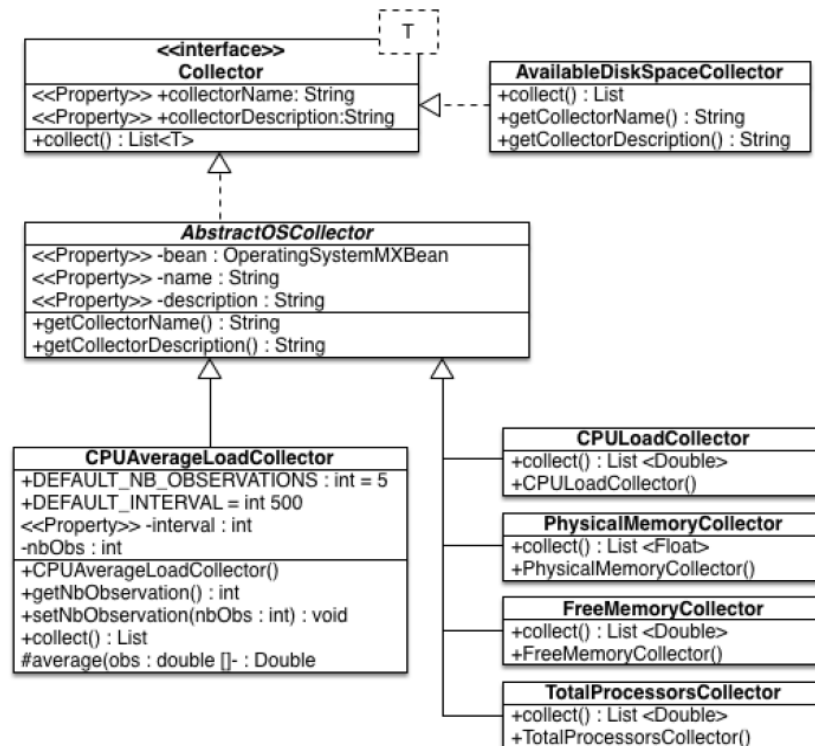 T
<<interface>>
Collector
<<Property>> +collectorName: String
<<Property>> +collectorDescription:String
+collect() : List<T>
AvailableDiskSpaceCollector
+collect() : List
+getCollectorName() : String
+getCollectorDescription() : String
AbstractOSCollector
<<Property>> -bean : OperatingSystemMXBean
<<Property>> -name : String
<<Property>> -description : String
+getCollectorName() : String
+getCollectorDescription() : String
CPUAverageLoadCollector
+DEFAULT_NB_OBSERVATIONS : int = 5
+DEFAULT_INTERVAL = int 500
<<Property>> -interval : int
-nbObs : int
+CPUAverageLoadCollector()
+getNbObservation() : int
+setNbObservation(nbObs : int) : void
+collect() : List
#average(obs : double []- : Double
CPULoadCollector
+collect() : List <Double>
+CPULoadCollector()
PhysicalMemoryCollector
+collect() : List <Float>
+PhysicalMemoryCollector()
FreeMemoryCollector
+collect() : List <Double>
+FreeMemoryCollector()
TotalProcessorsCollector
+collect() : List <Double>
+TotalProcessorsCollector()